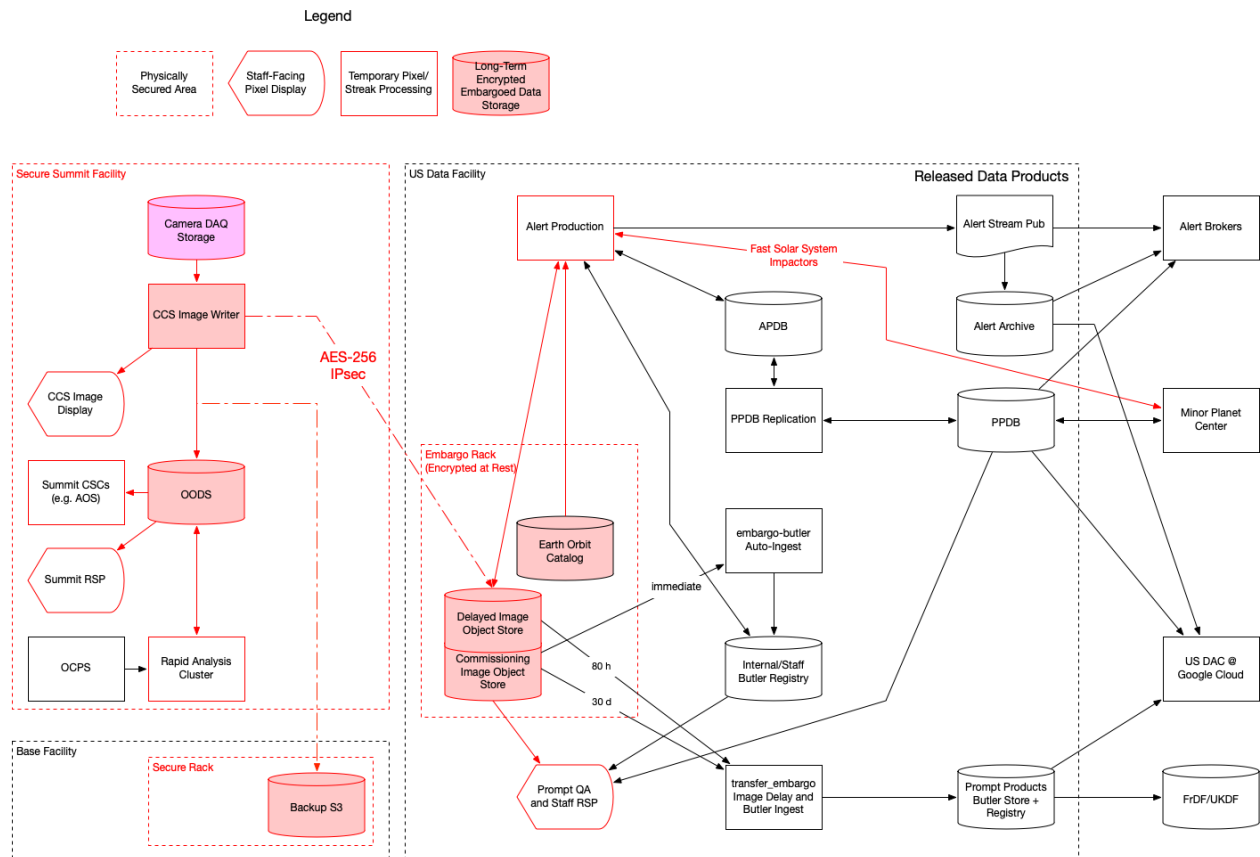 Legend
Physically
Secured Area
Staff-Facing
Pixel Display
Temporary Pixel/
Streak Processing
Long-Term
Encrypted
Embargoed Data
Storage
Secure Summit Facility
Camera DAQ
Storage
CCS Image Writer
CCS Image
Display
Summit CSCs
(e.g. AOS)
OODS
Summit RSP
OCPS
Rapid Analysis
Cluster
Base Facility
Secure Rack
Backup S3
AES-256
IPsec
US Data Facility
Released Data Products
Alert Production
Alert Stream Pub
Alert Brokers
Fast Solar System
Impactors
APDB
Alert Archive
PPDB Replication
PPDB
Minor Planet
Center
Embargo Rack
(Encrypted at Rest)
Earth Orbit
Catalog
embargo-butler
Auto-Ingest
immediate
Delayed Image
Object Store
Commissioning
Image Object
Store
80 h
30 d
Internal/Staff
Butler Registry
US DAC @
Google Cloud
Prompt QA
and Staff RSP
transfer_embargo
Image Delay and
Butler Ingest
Prompt Products
Butler Store +
Registry
FrDF/UKDF